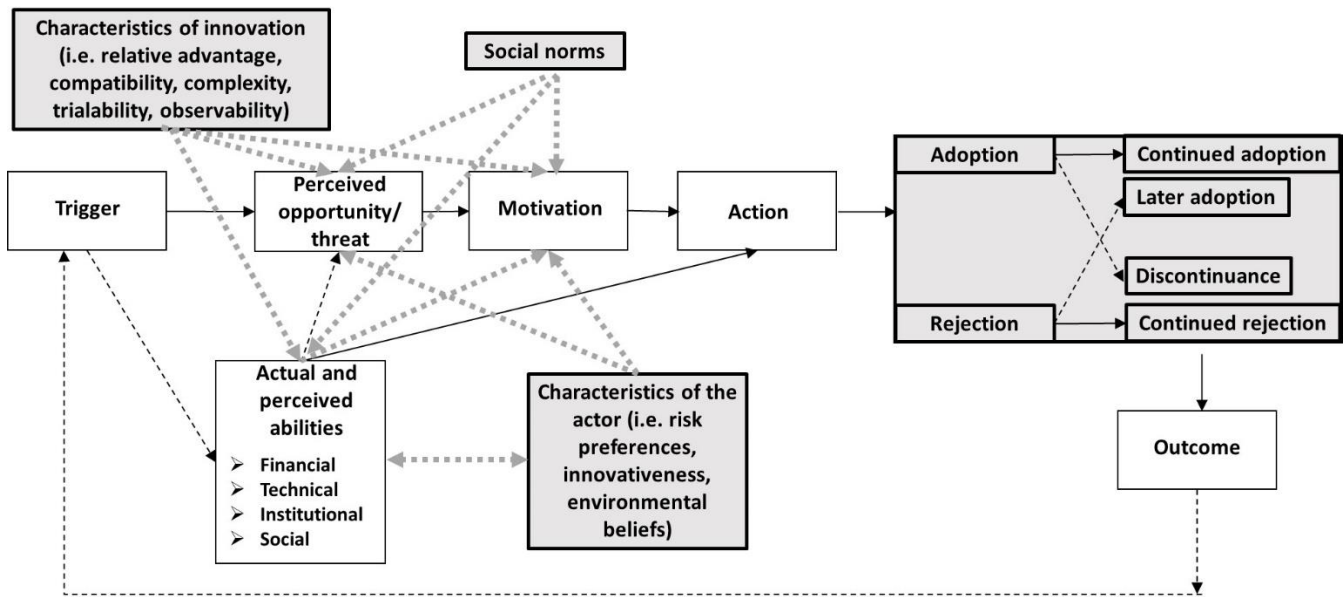 Characteristics of innovation
(i.e. relative advantage,
compatibility, complexity,
trialability, observability)
Social norms
Trigger
Perceived
opportunity/
threat
Motivation
Action
Adoption
Continued adoption
Later adoption
Discontinuance
Rejection
Continued rejection
Actual and
perceived
abilities
➢ Financial
➢ Technical
➢ Institutional
➢ Social
Characteristics of the
actor (i.e. risk
preferences,
innovativeness,
environmental
beliefs)
Outcome